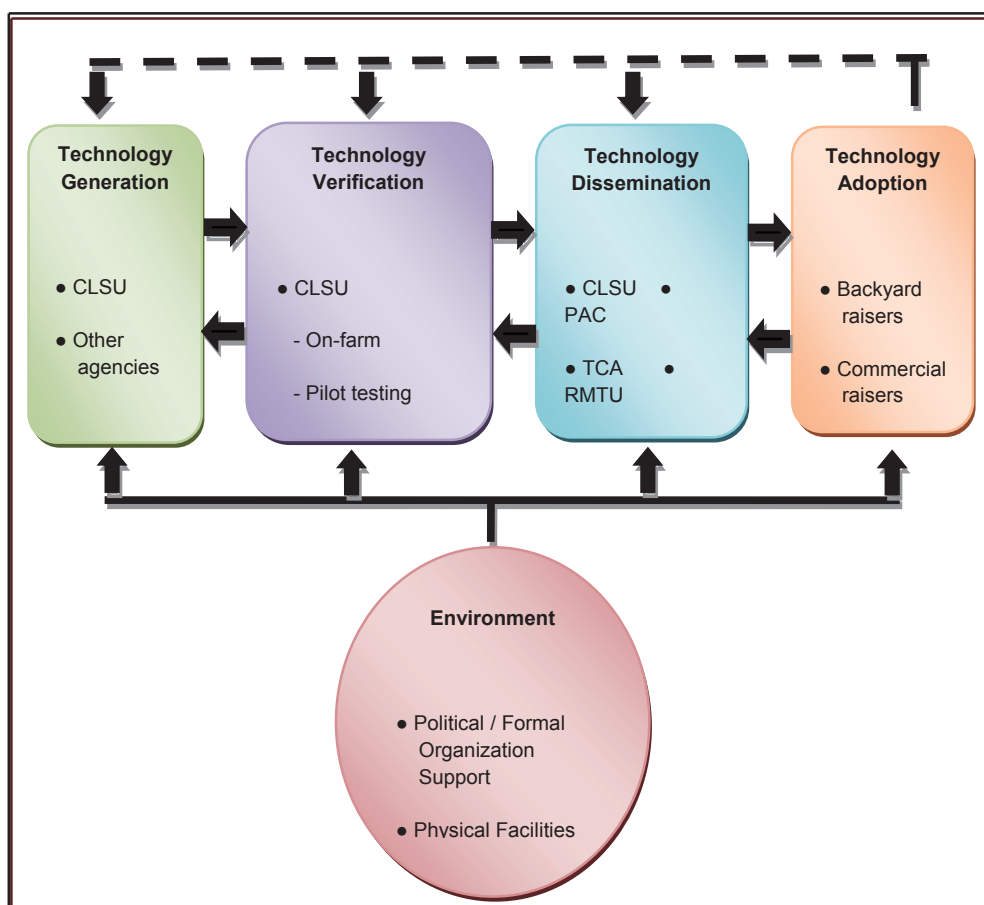 Technology
Generation
● CLSU
● Other
agencies
Technology
Verification
● CLSU
- On-farm
- Pilot testing
Technology
Dissemination
● CLSU ●
PAC
● TCA ●
RMTU
Technology
Adoption
● Backyard
raisers
● Commercial
raisers
Environment
● Political / Formal
Organization
Support
● Physical Facilities